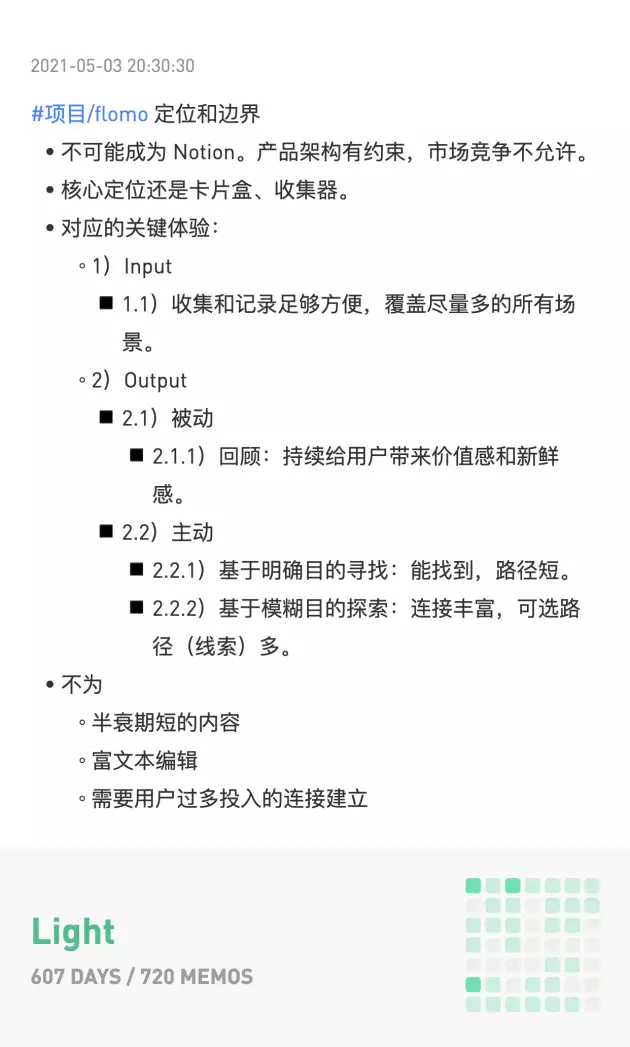 2021-05-03 20:30:30
#项目/flomo 定位和边界
• 不可能成为 Notion。产品架构有约束，市场竞争不允许。
• 核心定位还是卡片盒、收集器。
• 对应的关键体验：
◦ 1）Input
■ 1.1）收集和记录足够方便，覆盖尽量多的所有场
景。
◦ 2）Output
■ 2.1）被动
■ 2.1.1）回顾：持续给用户带来价值感和新鲜
感。
■ 2.2）主动
■ 2.2.1）基于明确目的寻找：能找到，路径短。
■ 2.2.2）基于模糊目的探索：连接丰富，可选路
径（线索）多。
• 不为
◦ 半衰期短的内容
◦ 富文本编辑
◦ 需要用户过多投入的连接建立
Light
607 DAYS / 720 MEMOS